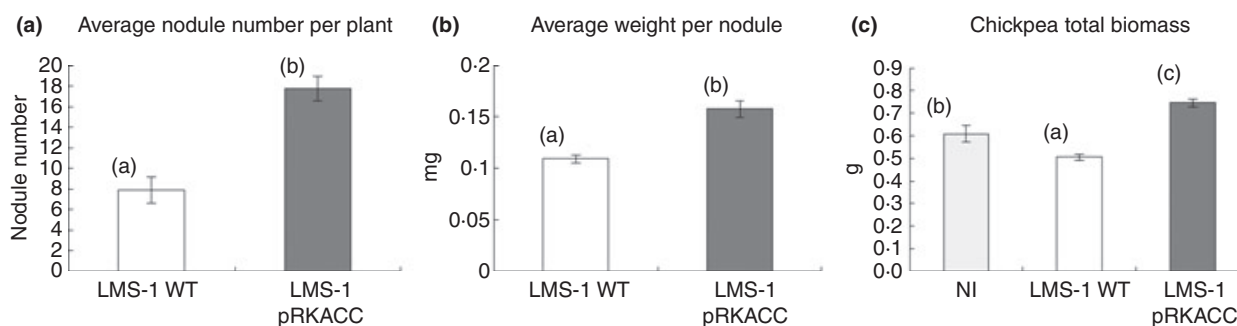 (a) Average nodule number per plant
Nodule number
20
18
16
14
12
10
8
6
4
2
0
(a)
(b)
LMS-1 WT
LMS-1
pRKACC
(b) Average weight per nodule
mg
0·2
0·15
0·1
0·05
0
(a)
(b)
LMS-1 WT
LMS-1
pRKACC
(c) Chickpea total biomass
g
0·9
0·8
0·7
0·6
0·5
0·4
0·3
0·2
0·1
0·0
(b)
(a)
(c)
NI
LMS-1 WT
LMS-1
pRKACC